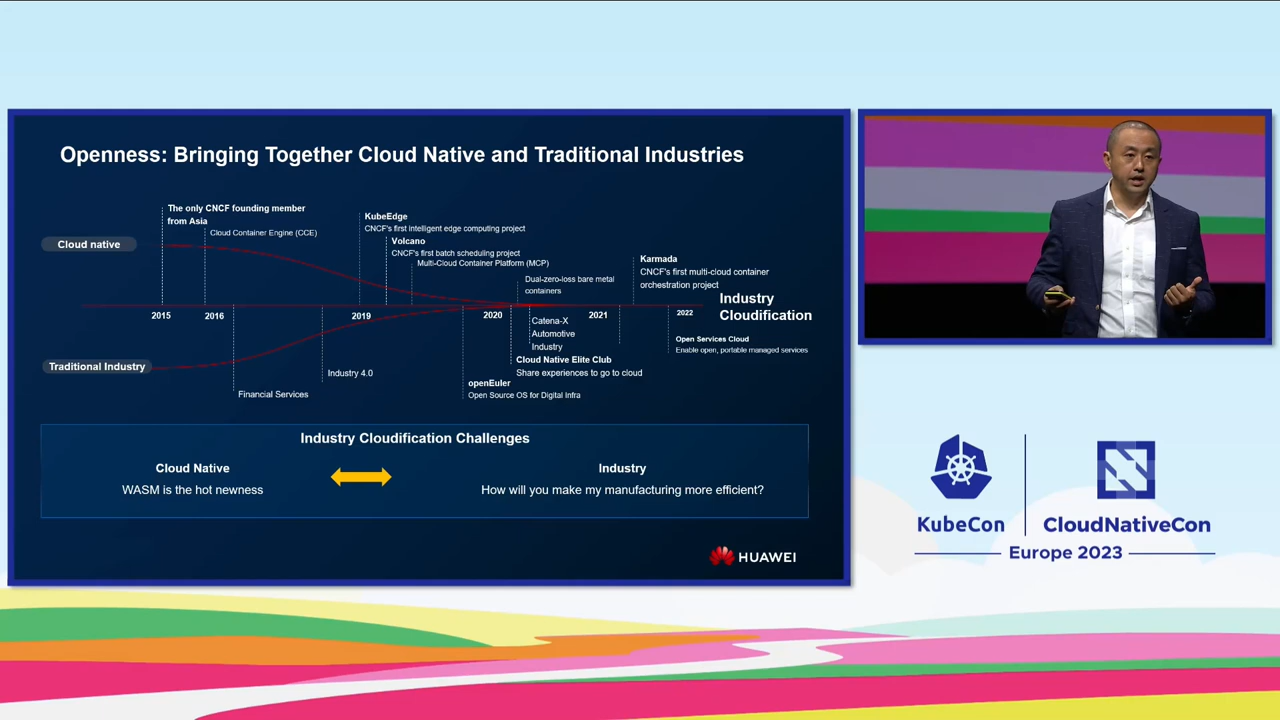 Openness: Bringing Together Cloud Native and Traditional Industries
The only CNCF founding member
from Asia
Cloud Container Engine (CCE)
KubeEdge
CNCF's first intelligent edge computing project
Volcano
CNCF's first batch scheduling project
Multi-Cloud Container Platform (MCP)
Dual-zero-loss bare metal
containers
Karmada
CNCF's first multi-cloud container
orchestration project
Cloud native
Industry
Cloudification
2015
2016
2019
2020
2021
2022
Catena-X
Automotive
Industry
Open Services Cloud
Enable open, portable managed services
Cloud Native Elite Club
Share experiences to go to cloud
Traditional Industry
Industry 4.0
openEuler
Open Source OS for Digital Infra
Financial Services
Industry Cloudification Challenges
Cloud Native
WASM is the hot newness
Industry
How will you make my manufacturing more efficient?
HUAWEI
KubeCon
CloudNativeCon
Europe 2023